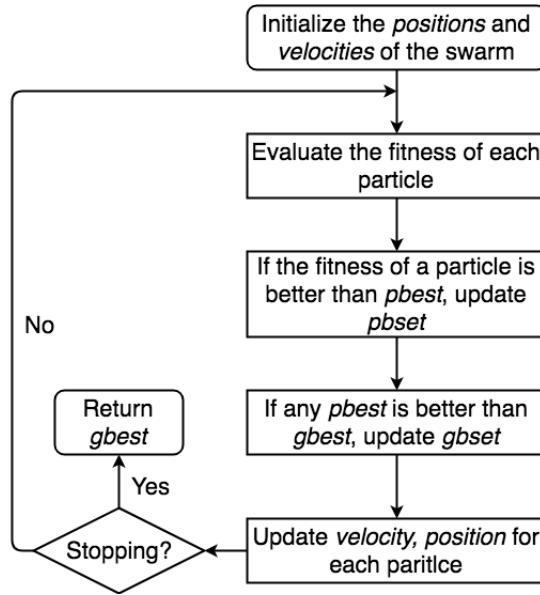 Initialize the positions and
velocities of the swarm
Evaluate the fitness of each
particle
If the fitness of a particle is
better than pbest, update
pbset
If any pbest is better than
gbest, update gbset
Update velocity, position for
each paritlce
Stopping?
Yes
Return
gbest
No